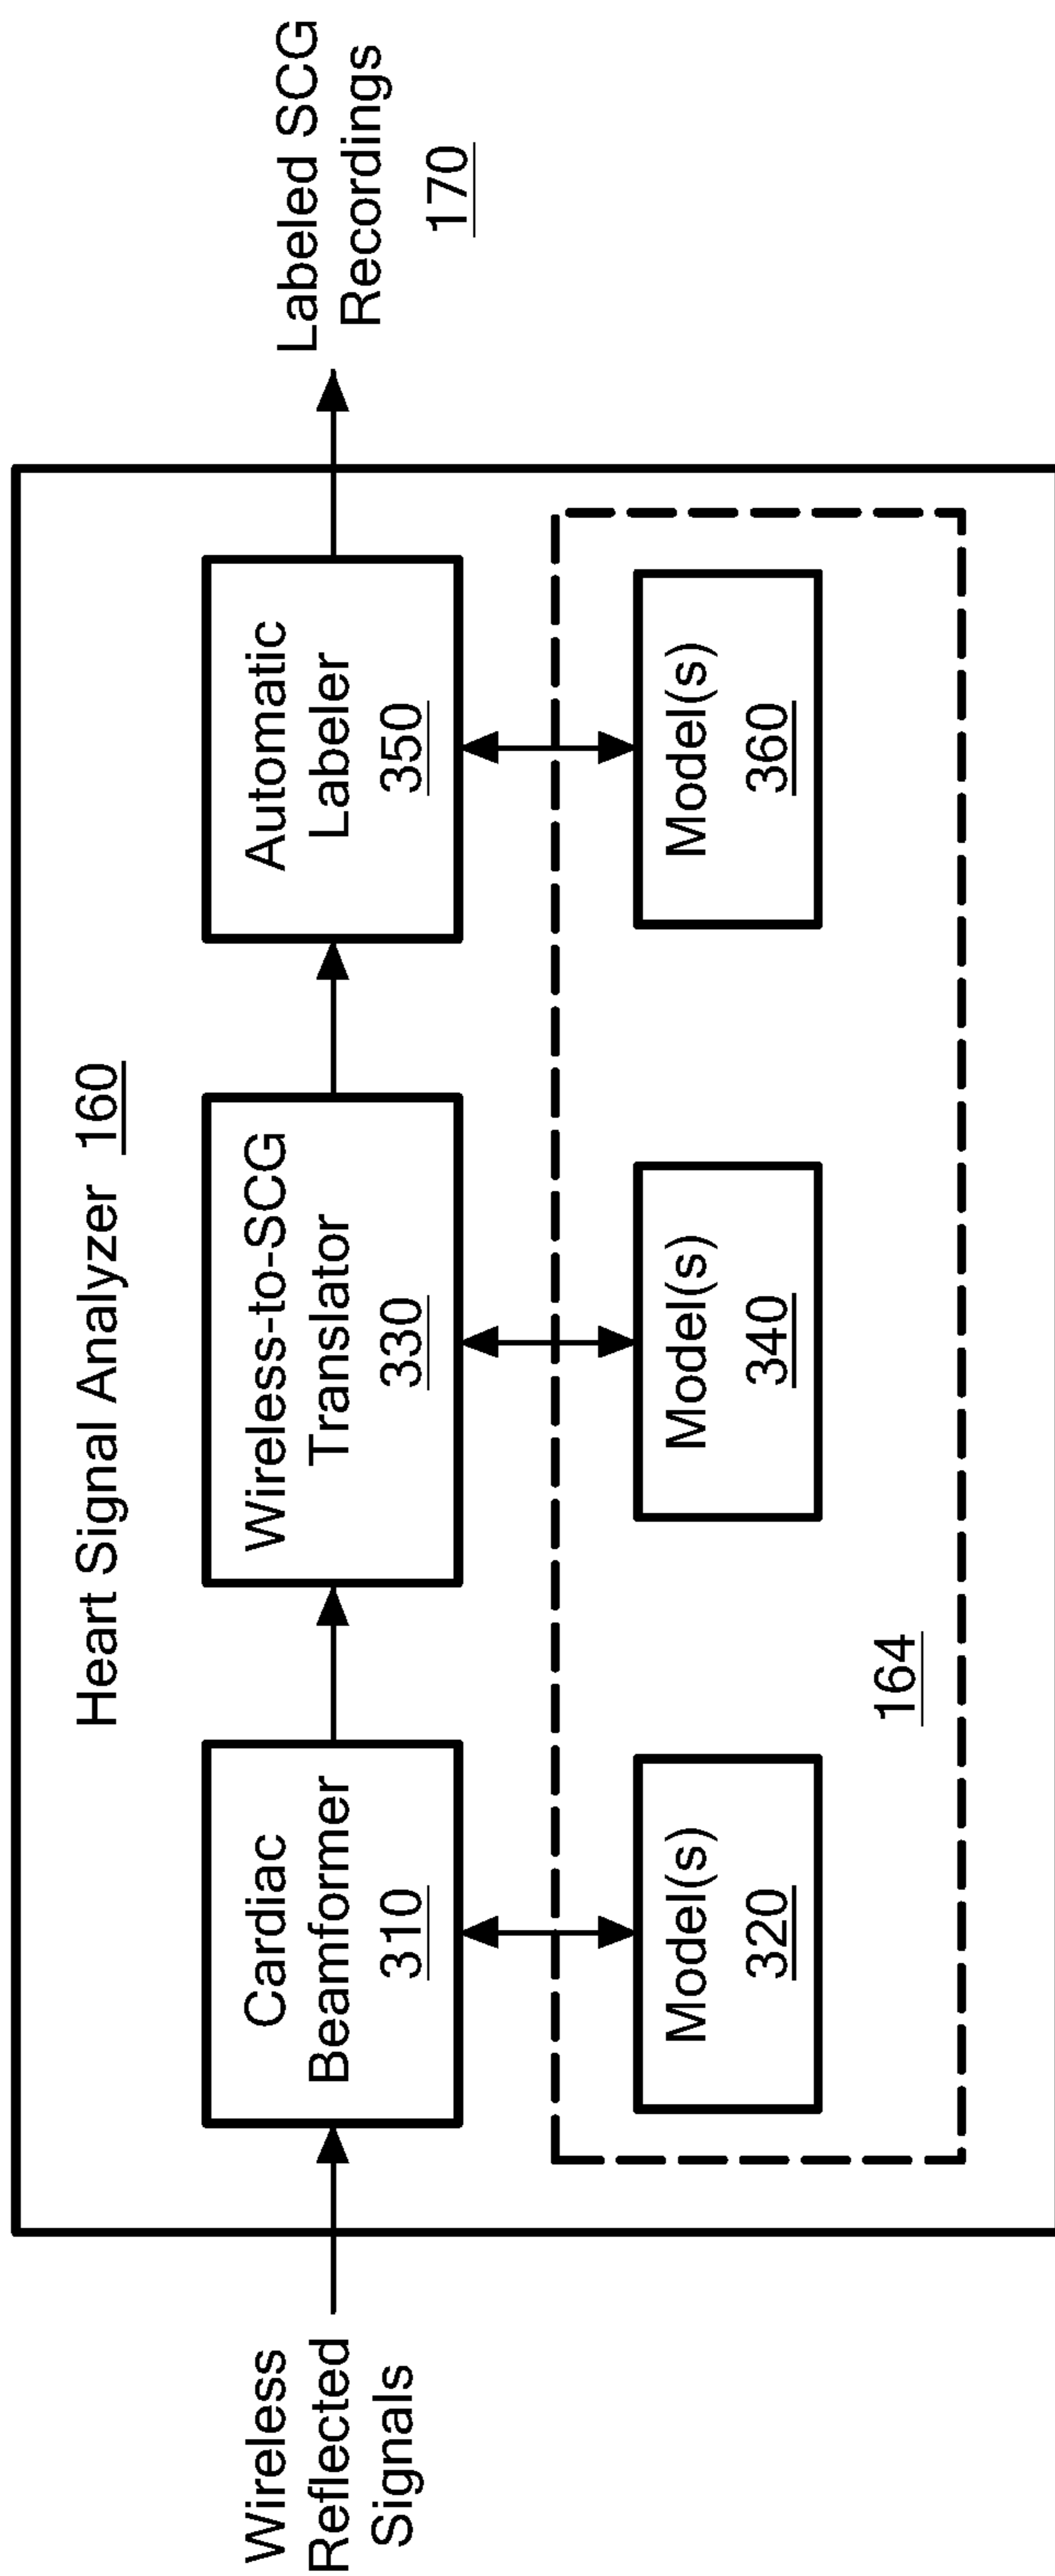 Heart Signal Analyzer 160
Wireless
Reflected
Signals
Cardiac
Beamformer
310
Wireless-to-SCG
Translator
330
Automatic
Labeler
350
Labeled SCG
Recordings
170
Model(s)
320
Model(s)
340
Model(s)
360
164